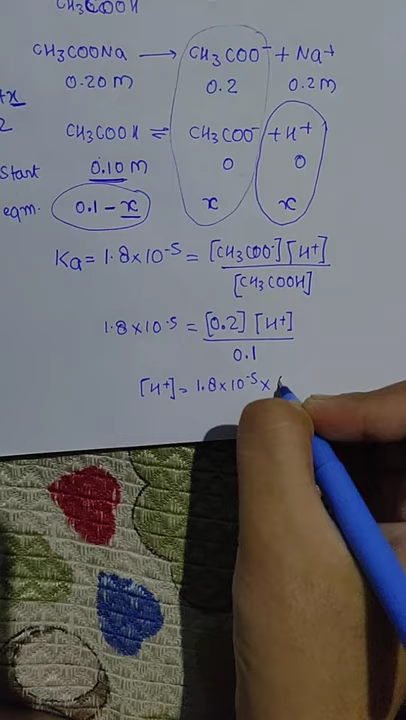 CH₃COOH
CH₃COONa ⟶ CH₃COO⁻ + Na⁺
0.20 M 0.2 0.2 M
CH₃COOH ⇌ CH₃COO⁻ + H⁺
Start 0.10 M 0 0
eqm. 0.1 - x x x
Ka = 1.8 × 10⁻⁵ = [CH₃COO⁻] [H⁺]
[CH₃COOH]
1.8 × 10⁻⁵ = [0.2] [H⁺]
0.1
[H⁺] = 1.8 × 10⁻⁵ ×